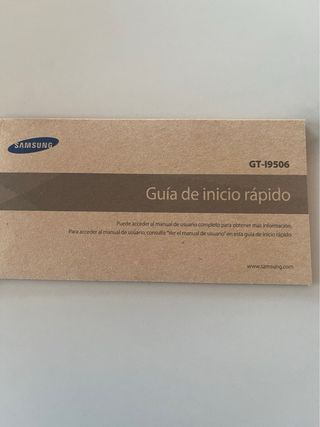 SAMSUNG
GT-I9506
Guía de inicio rápido
Puede acceder al manual de usuario completo para obtener más información.
Para acceder al manual de usuario, consulta "Ver el manual de usuario" en esta guía de inicio rápido
www.samsung.com